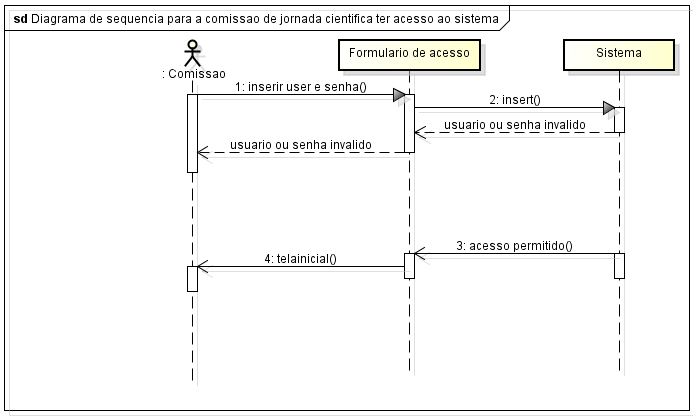 sd Diagrama de sequencia para a comissao de jornada cientifica ter acesso ao sistema
Formulario de acesso
Sistema
: Comissao
1: inserir user e senha()
2: insert()
usuario ou senha invalido
usuario ou senha invalido
3: acesso permitido()
4: telainicial()